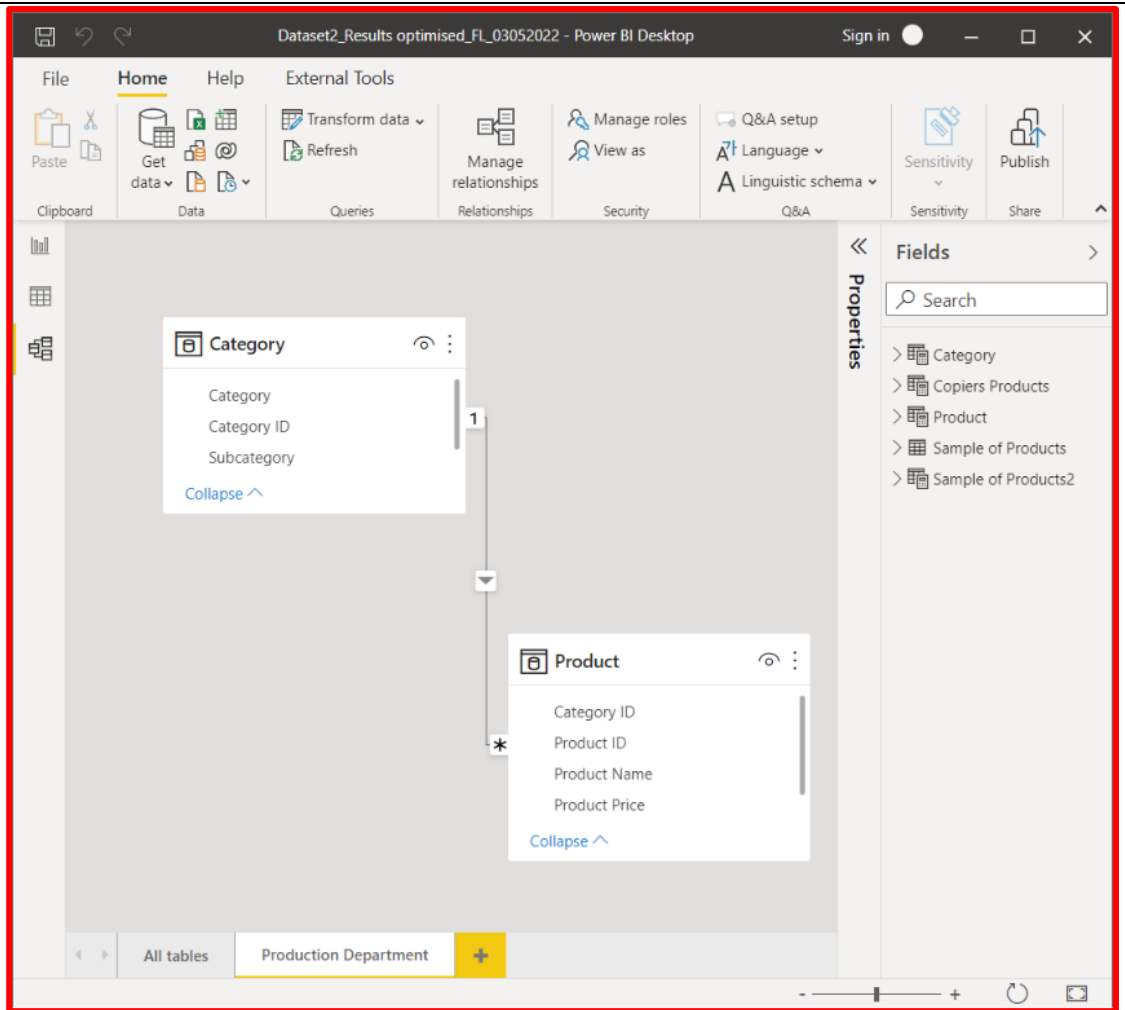 Dataset2_Results optimised_FL_03052022 - Power BI Desktop
Sign in
File Home Help External Tools
Paste
Clipboard
Get data
Data
Transform data
Refresh
Queries
Manage relationships
Relationships
Manage roles
View as
Security
Q&A setup
Language
Linguistic schema
Q&A
Sensitivity
Sensitivity
Publish
Share
Category
Category
Category ID
Subcategory
Collapse
1
*
Product
Category ID
Product ID
Product Name
Product Price
Collapse
Properties
Fields
Search
Category
Copiers Products
Product
Sample of Products
Sample of Products2
All tables
Production Department
+
- +